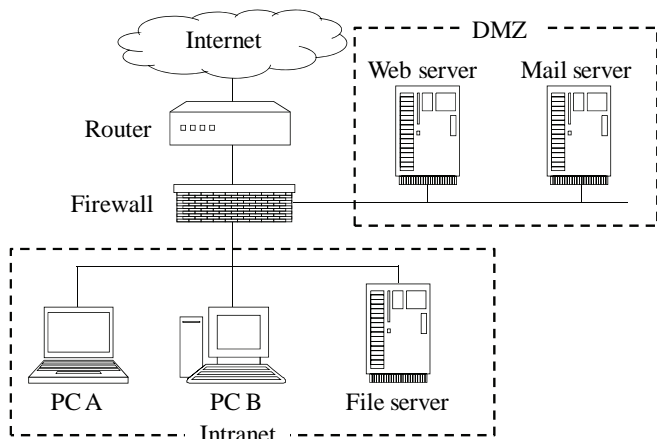 Internet
DMZ
Web server
Mail server
Router
Firewall
PC A
PC B
File server
Intranet